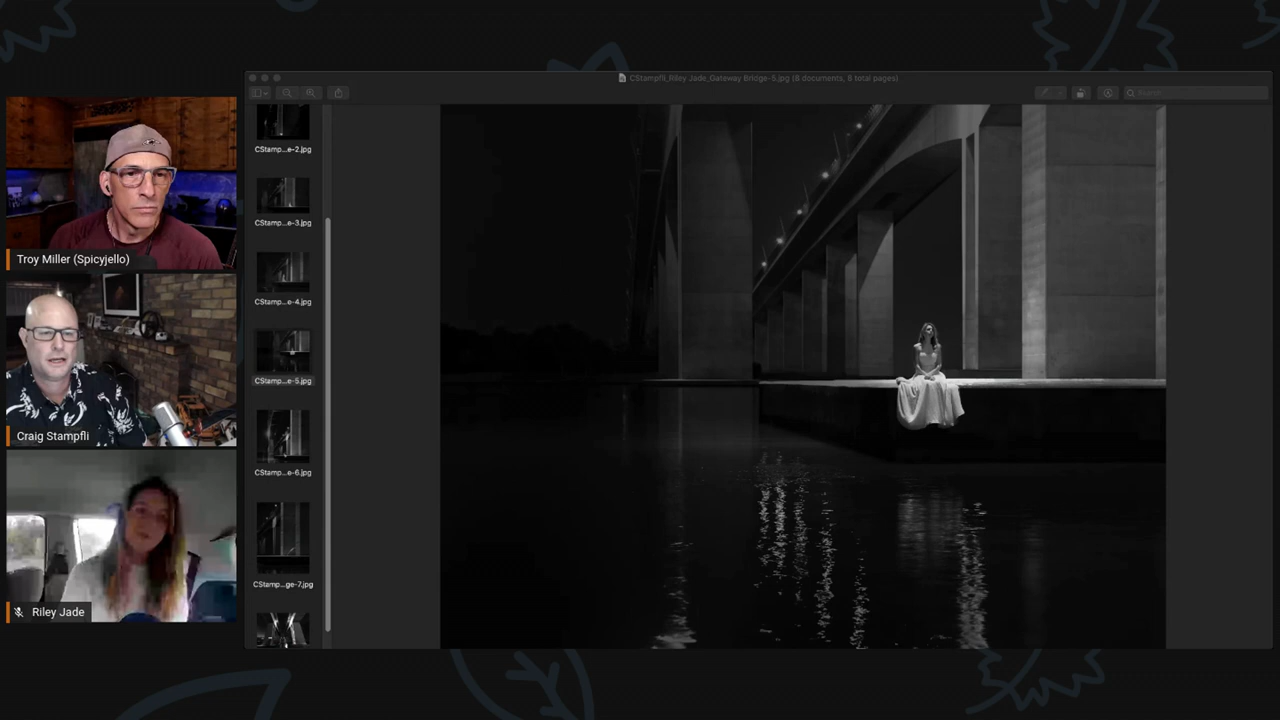 CStampfli_Riley Jade_Gateway Bridge-5.jpg (8 documents, 8 total pages)
Search
CStamp...e-2.jpg
CStamp...e-3.jpg
CStamp...e-4.jpg
CStamp...e-5.jpg
CStamp...e-6.jpg
CStamp...ge-7.jpg
Troy Miller (Spicyjello)
Craig Stampfli
Riley Jade